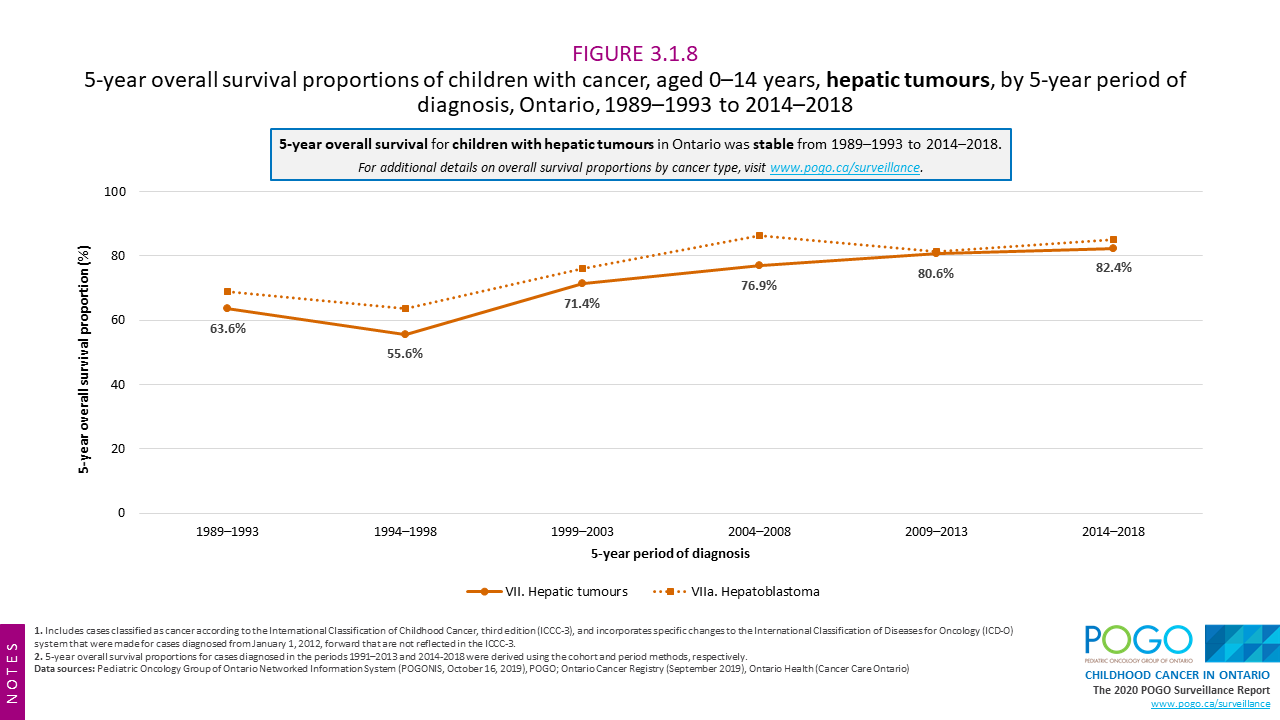 FIGURE 3.1.8
5-year overall survival proportions of children with cancer, aged 0–14 years, hepatic tumours, by 5-year period of
diagnosis, Ontario, 1989–1993 to 2014–2018
5-year overall survival for children with hepatic tumours in Ontario was stable from 1989–1993 to 2014–2018.
For additional details on overall survival proportions by cancer type, visit www.pogo.ca/surveillance.
5-year overall survival proportion (%)
100
80
60
40
20
0
63.6%
55.6%
71.4%
76.9%
80.6%
82.4%
1989–1993
1994–1998
1999–2003
2004–2008
2009–2013
2014–2018
5-year period of diagnosis
VII. Hepatic tumours
VIIa. Hepatoblastoma
NOTES
1. Includes cases classified as cancer according to the International Classification of Childhood Cancer, third edition (ICCC-3), and incorporates specific changes to the International Classification of Diseases for Oncology (ICD-O)
system that were made for cases diagnosed from January 1, 2012, forward that are not reflected in the ICCC-3.
2. 5-year overall survival proportions for cases diagnosed in the periods 1991–2013 and 2014-2018 were derived using the cohort and period methods, respectively.
Data sources: Pediatric Oncology Group of Ontario Networked Information System (POGONIS, October 16, 2019), POGO; Ontario Cancer Registry (September 2019), Ontario Health (Cancer Care Ontario)
POGO
PEDIATRIC ONCOLOGY GROUP OF ONTARIO
CHILDHOOD CANCER IN ONTARIO
The 2020 POGO Surveillance Report
www.pogo.ca/surveillance